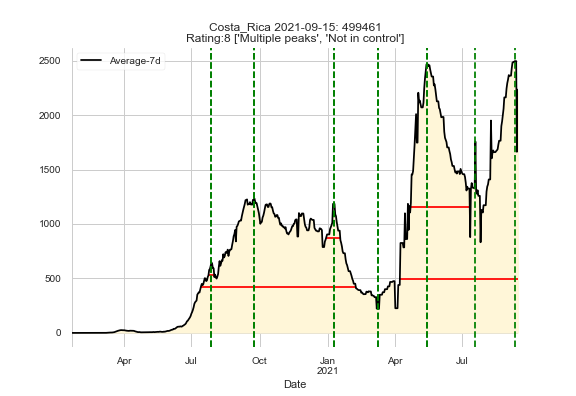 Costa_Rica 2021-09-15: 499461
Rating:8 ['Multiple peaks', 'Not in control']
Average-7d
2500
2000
1500
1000
500
0
Apr
Jul
Oct
Jan
2021
Apr
Jul
Date